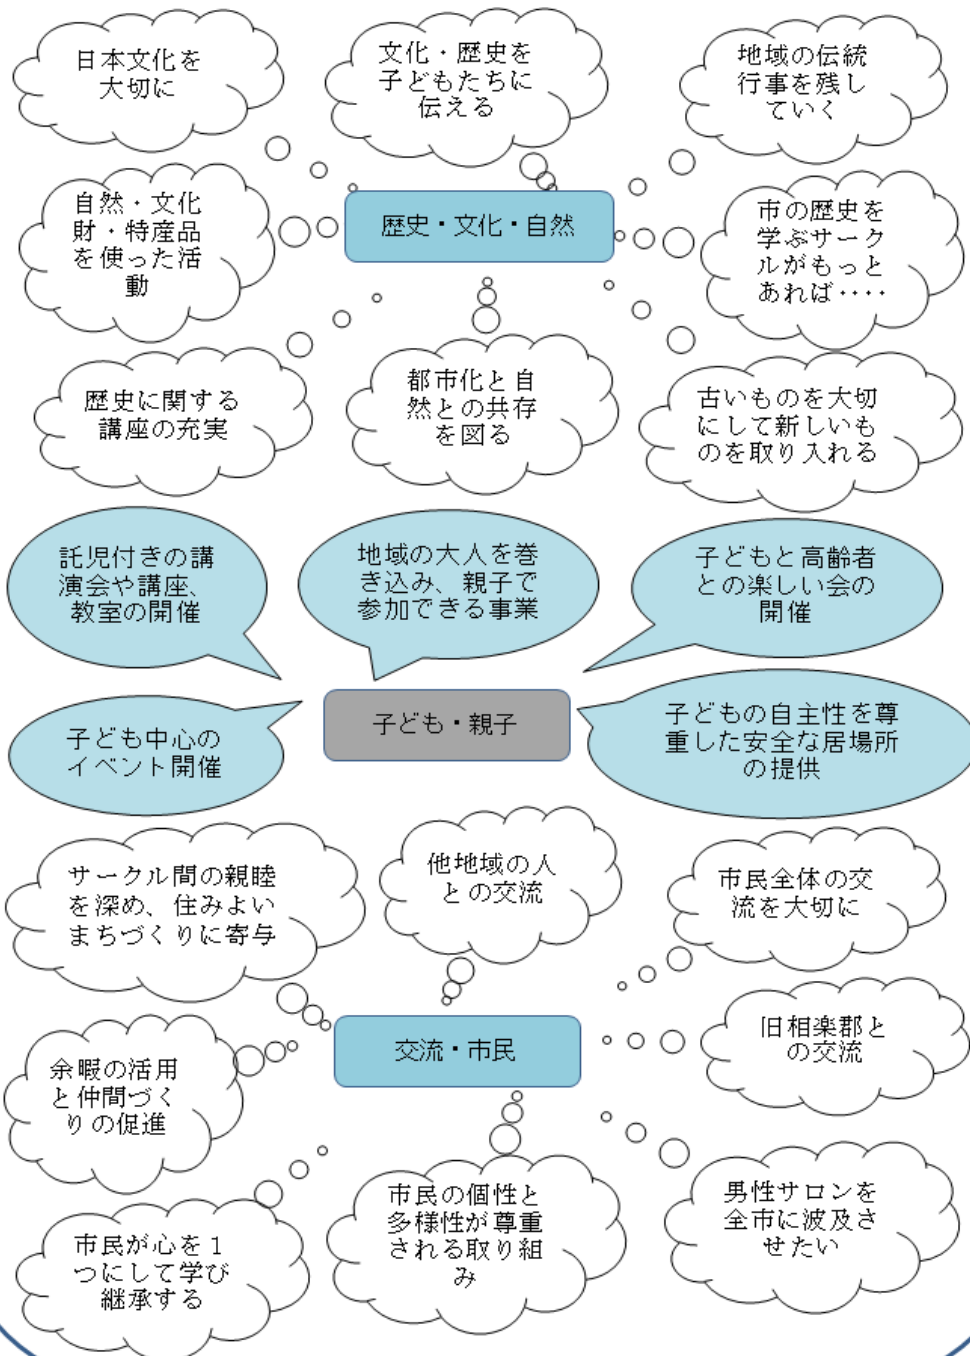 日本文化を
大切に
文化・歴史を
子どもたちに
伝える
地域の伝統
行事を残し
ていく
自然・文化
財・特産品
を使った活
動
歴史・文化・自然
市の歴史を
学ぶサーク
ルがもっと
あれば‥‥
歴史に関する
講座の充実
都市化と自
然との共存
を図る
古いものを大切
にして新しいも
のを取り入れる
託児付きの講
演会や講座、
教室の開催
地域の大人を巻
き込み、親子で
参加できる事業
子どもと高齢者
との楽しい会の
開催
子ども・親子
子ども中心の
イベント開催
子どもの自主性を尊
重した安全な居場所
の提供
サークル間の親睦
を深め、住みよい
まちづくりに寄与
他地域の人
との交流
市民全体の交
流を大切に
交流・市民
旧相楽郡と
の交流
余暇の活用
と仲間づく
りの促進
市民が心を１
つにして学び
継承する
市民の個性と
多様性が尊重
される取り組
み
男性サロンを
全市に波及さ
せたい